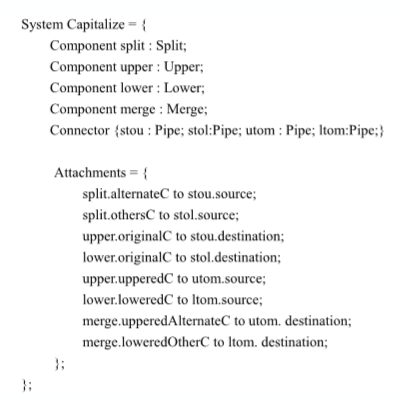 System Capitalize = {
Component split : Split;
Component upper : Upper;
Component lower : Lower;
Component merge : Merge;
Connector {stou : Pipe; stol:Pipe; utom : Pipe; ltom:Pipe;}
Attachments = {
split.alternateC to stou.source;
split.othersC to stol.source;
upper.originalC to stou.destination;
lower.originalC to stol.destination;
upper.upperedC to utom.source;
lower.loweredC to ltom.source;
merge.upperedAlternateC to utom. destination;
merge.loweredOtherC to ltom. destination;
};
};